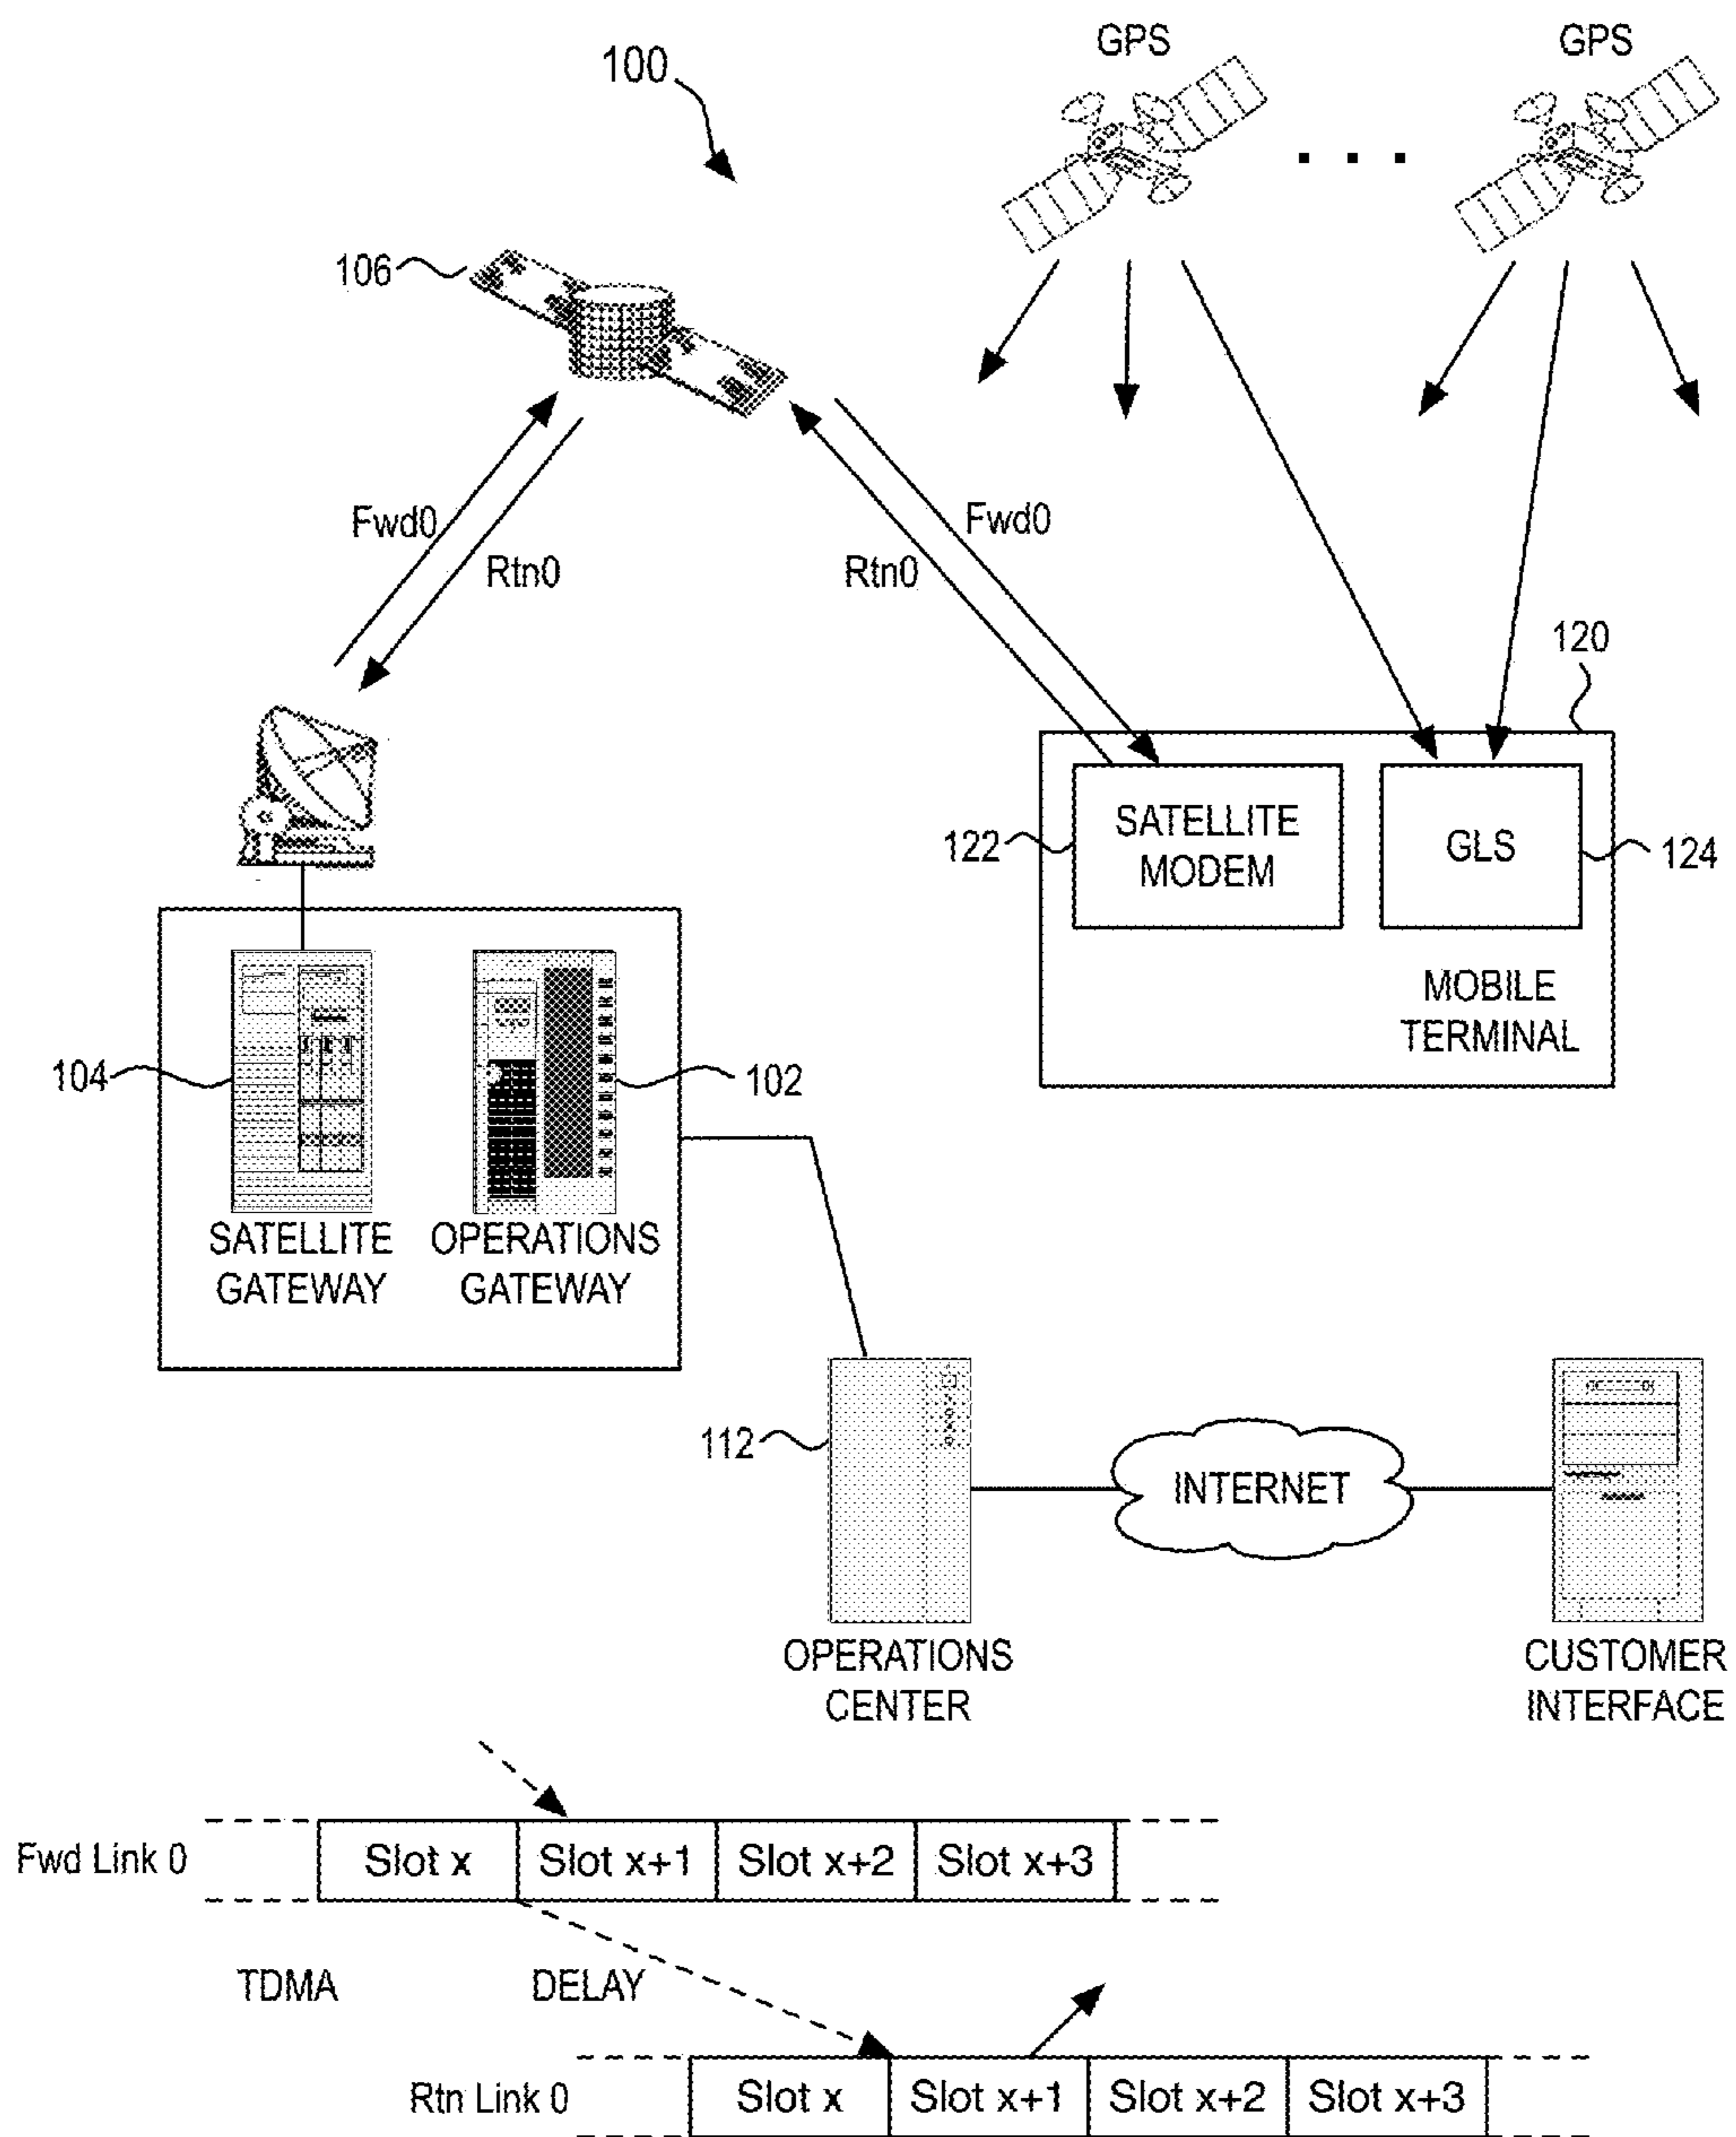 GPS
GPS
100
106
Fwd0
Rtn0
Fwd0
Rtn0
120
122
SATELLITE
MODEM
GLS
124
MOBILE
TERMINAL
104
102
SATELLITE
GATEWAY
OPERATIONS
GATEWAY
112
INTERNET
OPERATIONS
CENTER
CUSTOMER
INTERFACE
Fwd Link 0
Slot x
Slot x+1
Slot x+2
Slot x+3
TDMA
DELAY
Rtn Link 0
Slot x
Slot x+1
Slot x+2
Slot x+3